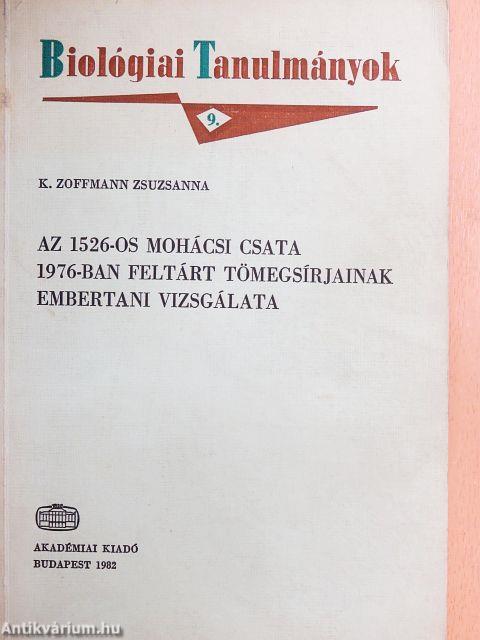 Biológiai Tanulmányok
9.
K. ZOFFMANN ZSUZSANNA
AZ 1526-OS MOHÁCSI CSATA
1976-BAN FELTÁRT TÖMEGSÍRJAINAK
EMBERTANI VIZSGÁLATA
AKADÉMIAI KIADÓ
BUDAPEST 1982
Antikvárium.hu